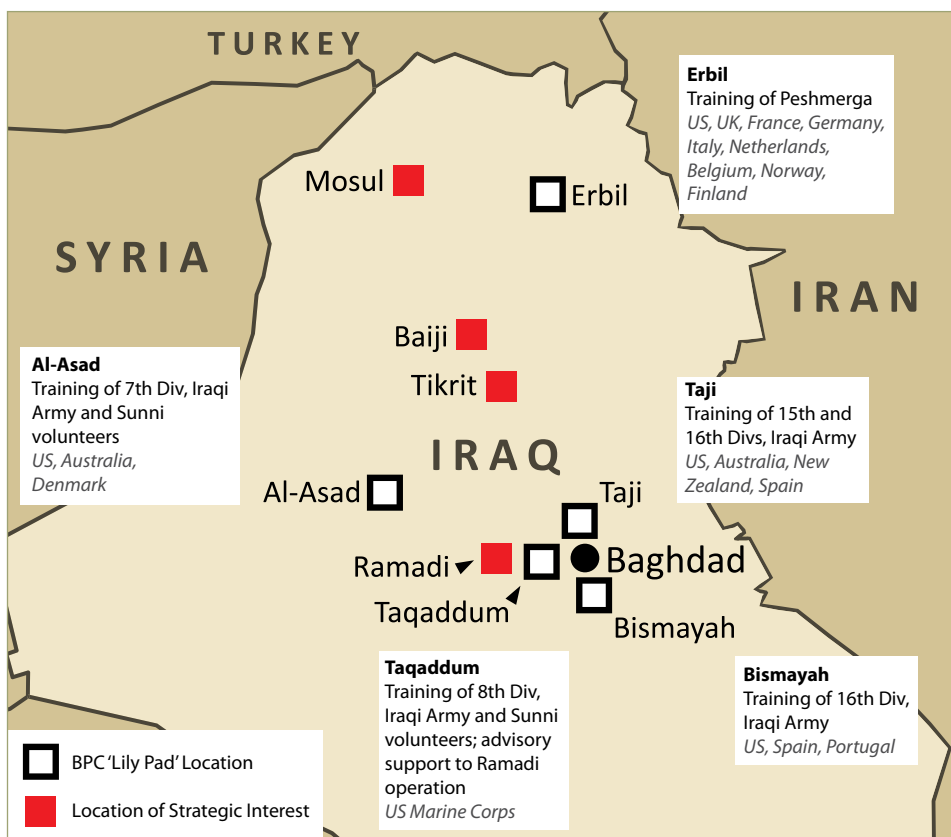 TURKEY
Erbil
Training of Peshmerga
US, UK, France, Germany,
Italy, Netherlands,
Belgium, Norway,
Finland
Mosul
Erbil
SYRIA
IRAN
Baiji
Tikrit
Al-Asad
Training of 7th Div, Iraqi
Army and Sunni
volunteers
US, Australia,
Denmark
Taji
Training of 15th and
16th Divs, Iraqi Army
US, Australia, New
Zealand, Spain
IRAQ
Al-Asad
Taji
Ramadi
Baghdad
Taqaddum
Bismayah
Taqaddum
Training of 8th Div,
Iraqi Army and Sunni
volunteers; advisory
support to Ramadi
operation
US Marine Corps
Bismayah
Training of 16th Div,
Iraqi Army
US, Spain, Portugal
BPC ‘Lily Pad’ Location
Location of Strategic Interest